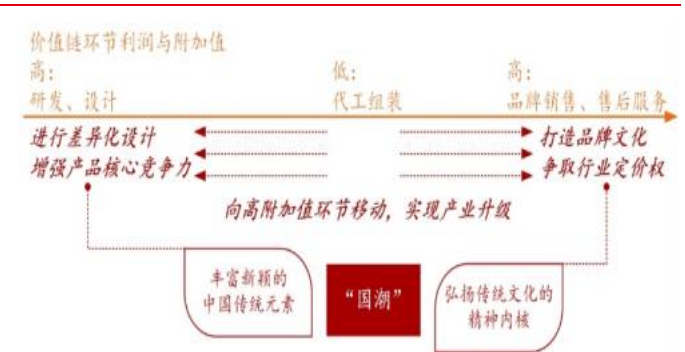 价值链环节利润与附加值
高： 低： 高：
研发、设计 代工组装 品牌销售、售后服务
进行差异化设计 打造品牌文化
增强产品核心竞争力 争取行业定价权
向高附加值环节移动，实现产业升级
丰富新颖的
中国传统元素
“国潮”
弘扬传统文化的
精神内核